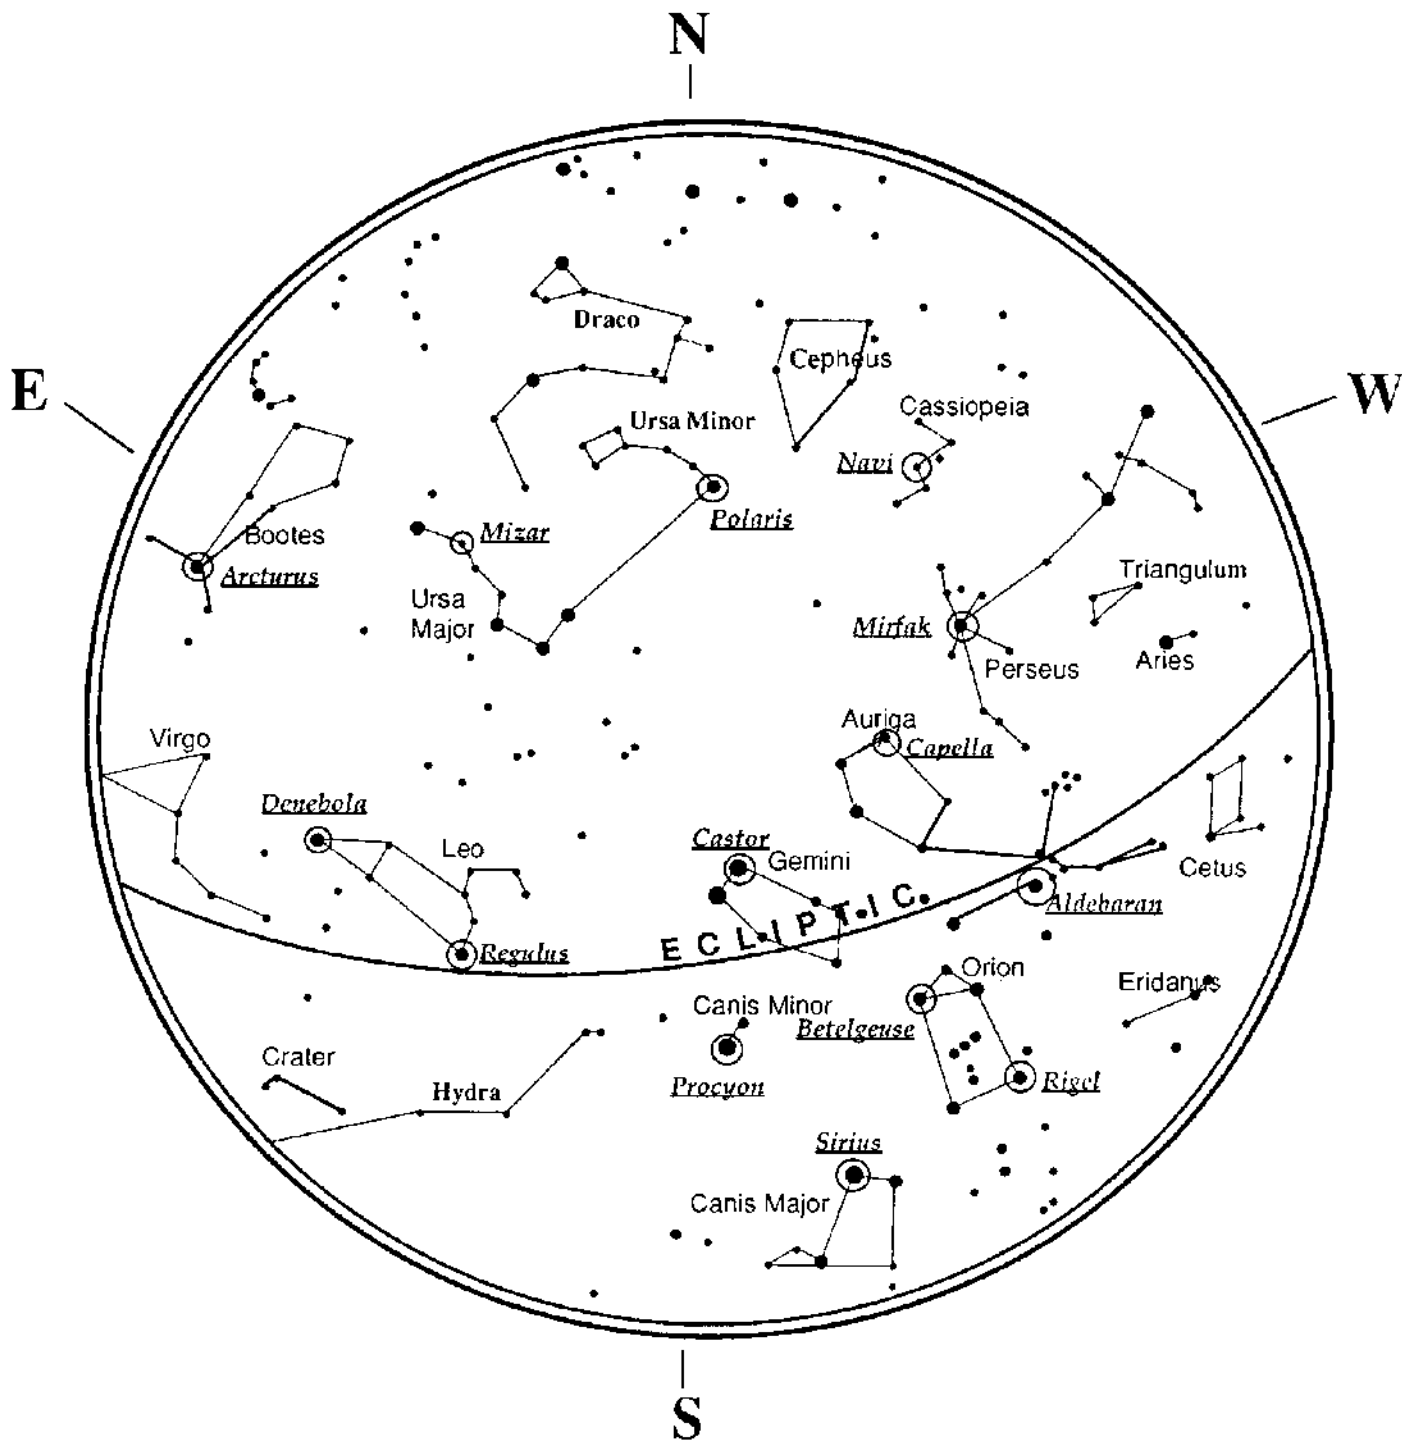 N
Draco
Cepheus
E
W
Cassiopeia
Ursa Minor
Navi
Polaris
Mizar
Bootes
Arcturus
Triangulum
Ursa
Major
Mirfak
Aries
Perseus
Auriga
Capella
Virgo
Denebola
Castor
Leo
Gemini
Cetus
ECLIPTIC
Aldebaran
Regulus
Orion
Eridanus
Canis Minor
Betelgeuse
Crater
Procyon
Rigel
Hydra
Sirius
Canis Major
S